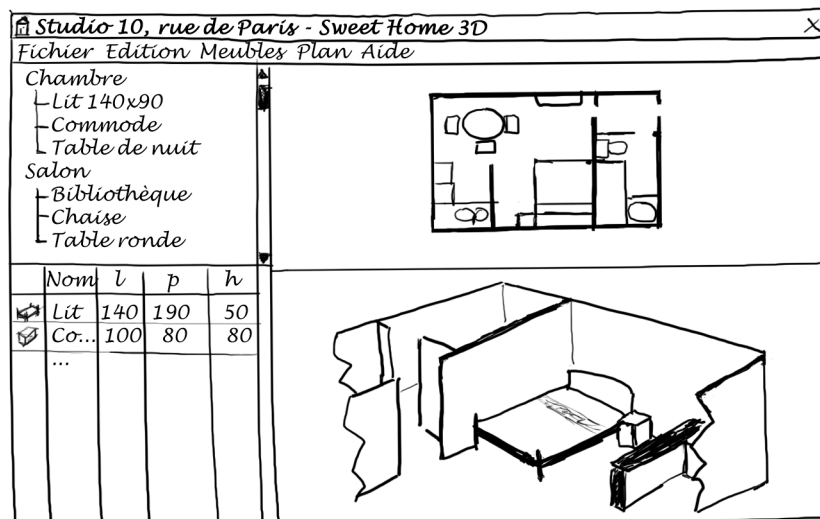 Studio 10, rue de Paris - Sweet Home 3D X
Fichier Edition Meubles Plan Aide
Chambre
Lit 140x90
Commode
Table de nuit
Salon
Bibliothèque
Chaise
Table ronde
Nom l p h
Lit 140 190 50
Co... 100 80 80
...